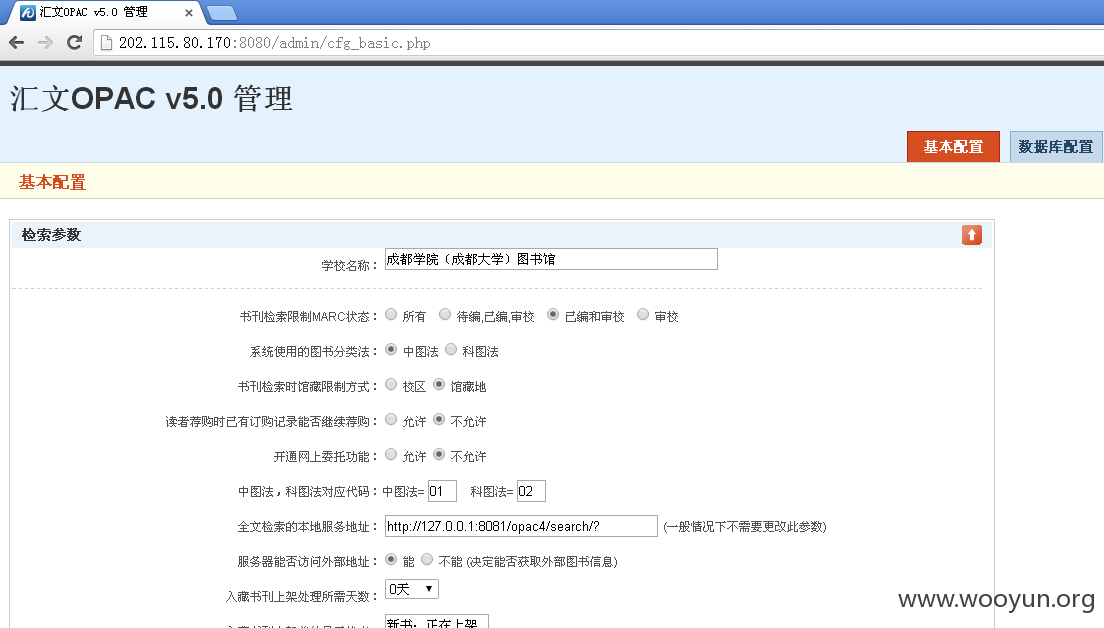 汇文OPAC v5.0 管理
202.115.80.170:8080/admin/cfg_basic.php
汇文OPAC v5.0 管理
基本配置 数据库配置
基本配置
检索参数
学校名称： 成都学院（成都大学）图书馆
书刊检索限制MARC状态： 所有 待编,已编,审校 已编和审校 审校
系统使用的图书分类法： 中图法 科图法
书刊检索时馆藏限制方式： 校区 馆藏地
读者荐购时已有订购记录能否继续荐购： 允许 不允许
开通网上委托功能： 允许 不允许
中图法，科图法对应代码：中图法= 01 科图法= 02
全文检索的本地服务地址： http://127.0.0.1:8081/opac4/search/? (一般情况下不需要更改此参数)
服务器能否访问外部地址： 能 不能 (决定能否获取外部图书信息)
入藏书刊上架处理所需天数： 0天
新书：正在上架
www.wooyun.org